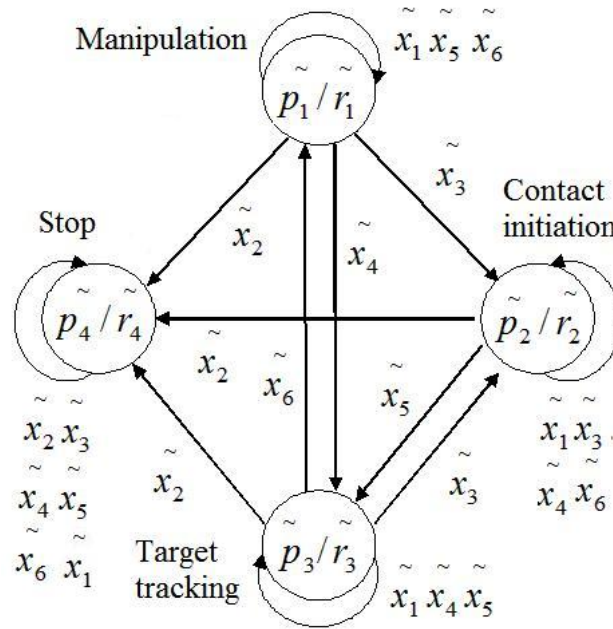 Manipulation
x̃₁ x̃₅ x̃₆
p̃₁ / r̃₁
x̃₃
Contact
initiation
Stop
x̃₂
x̃₄
p̃₄ / r̃₄
p̃₂ / r̃₂
x̃₂
x̃₆
x̃₅
x̃₂ x̃₃
x̃₁ x̃₃
x̃₄ x̃₅
x̃₄ x̃₆
x̃₂
x̃₃
x̃₆ x̃₁
Target
tracking
p̃₃ / r̃₃
x̃₁ x̃₄ x̃₅